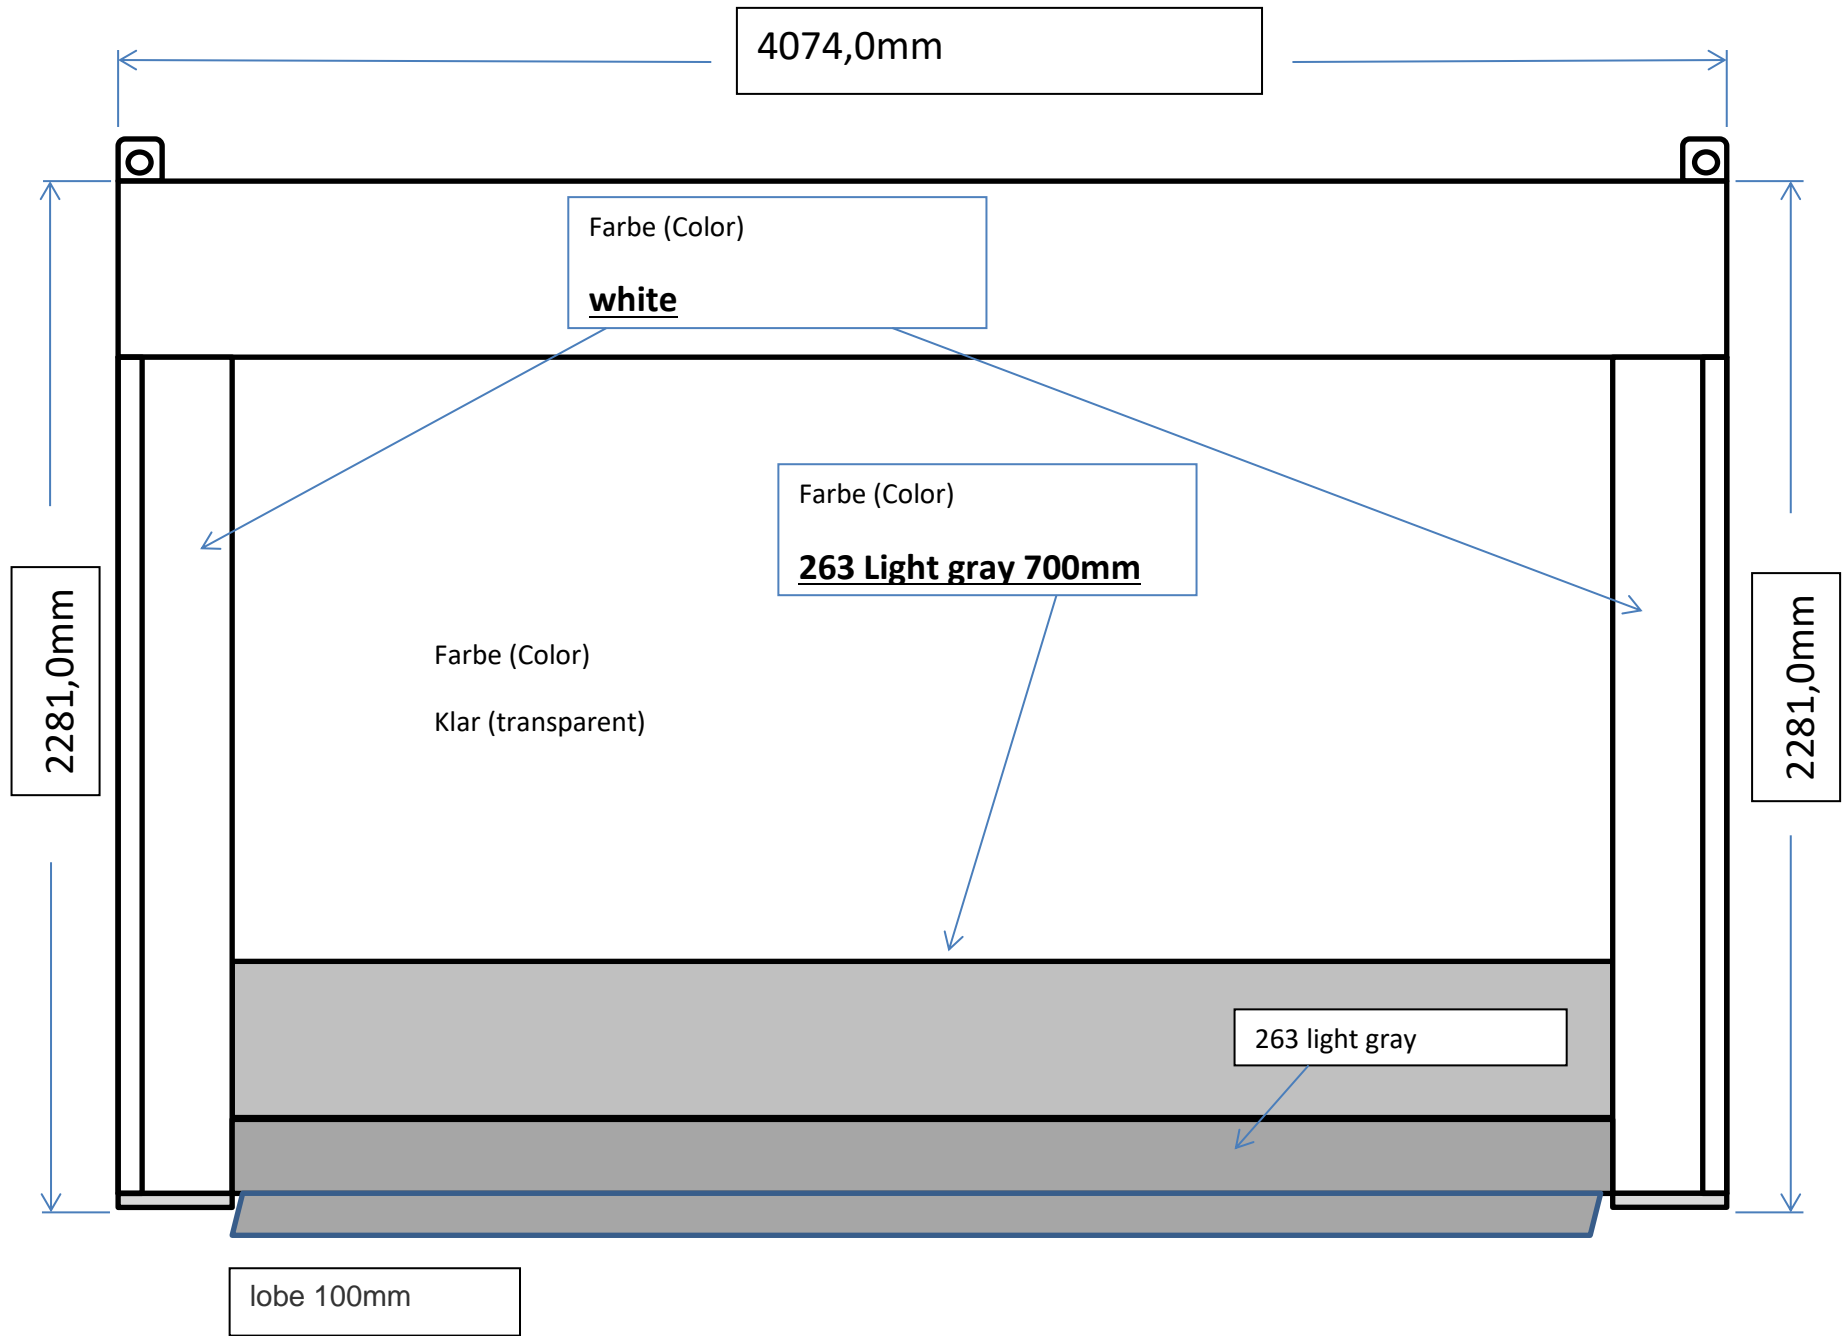 4074,0mm
Farbe (Color)
white
Farbe (Color)
263 Light gray 700mm
2281,0mm
2281,0mm
Farbe (Color)
Klar (transparent)
263 light gray
lobe 100mm